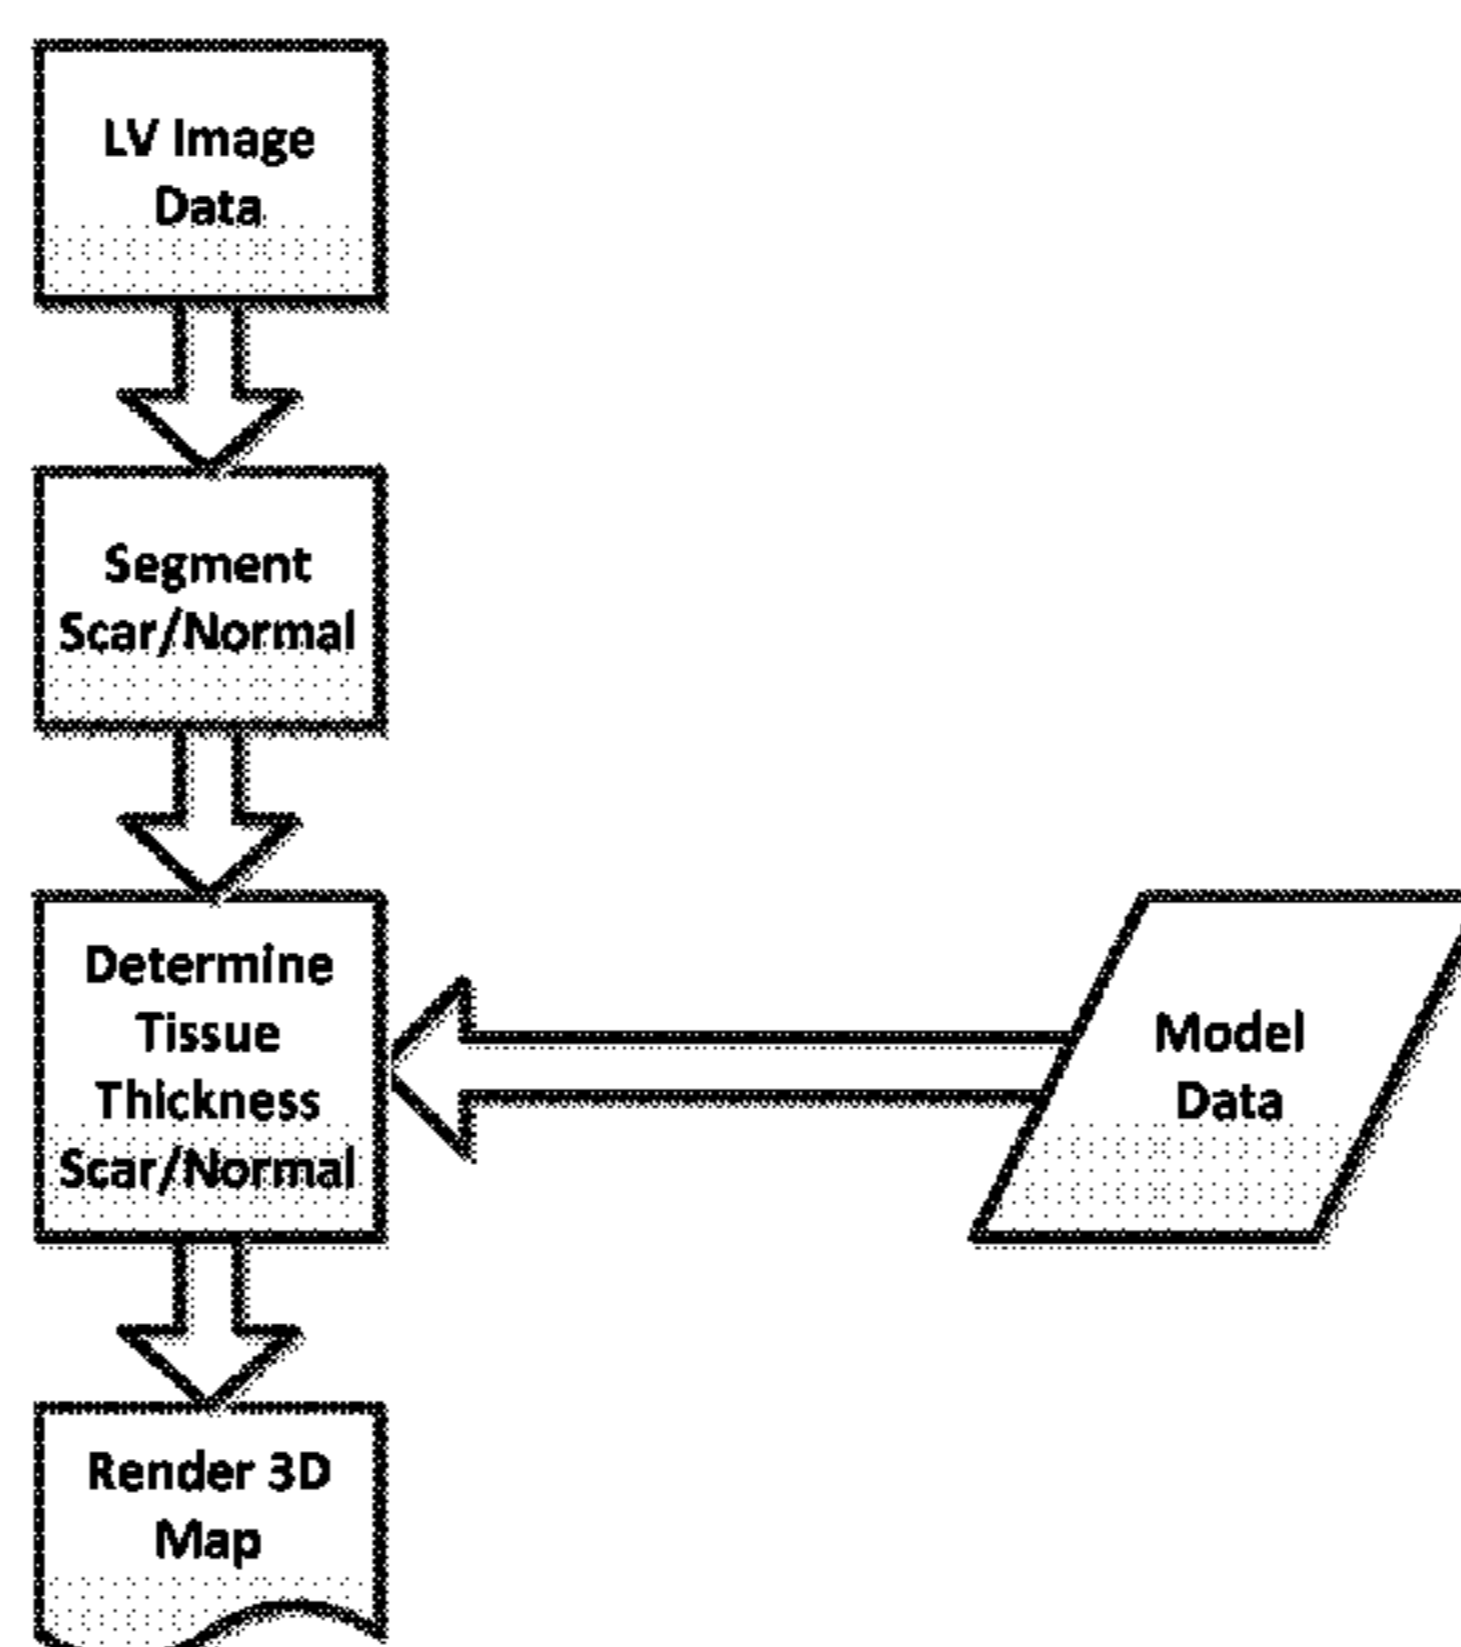 LV Image
Data
Segment
Scar/Normal
Determine
Tissue
Thickness
Scar/Normal
Model
Data
Render 3D
Map